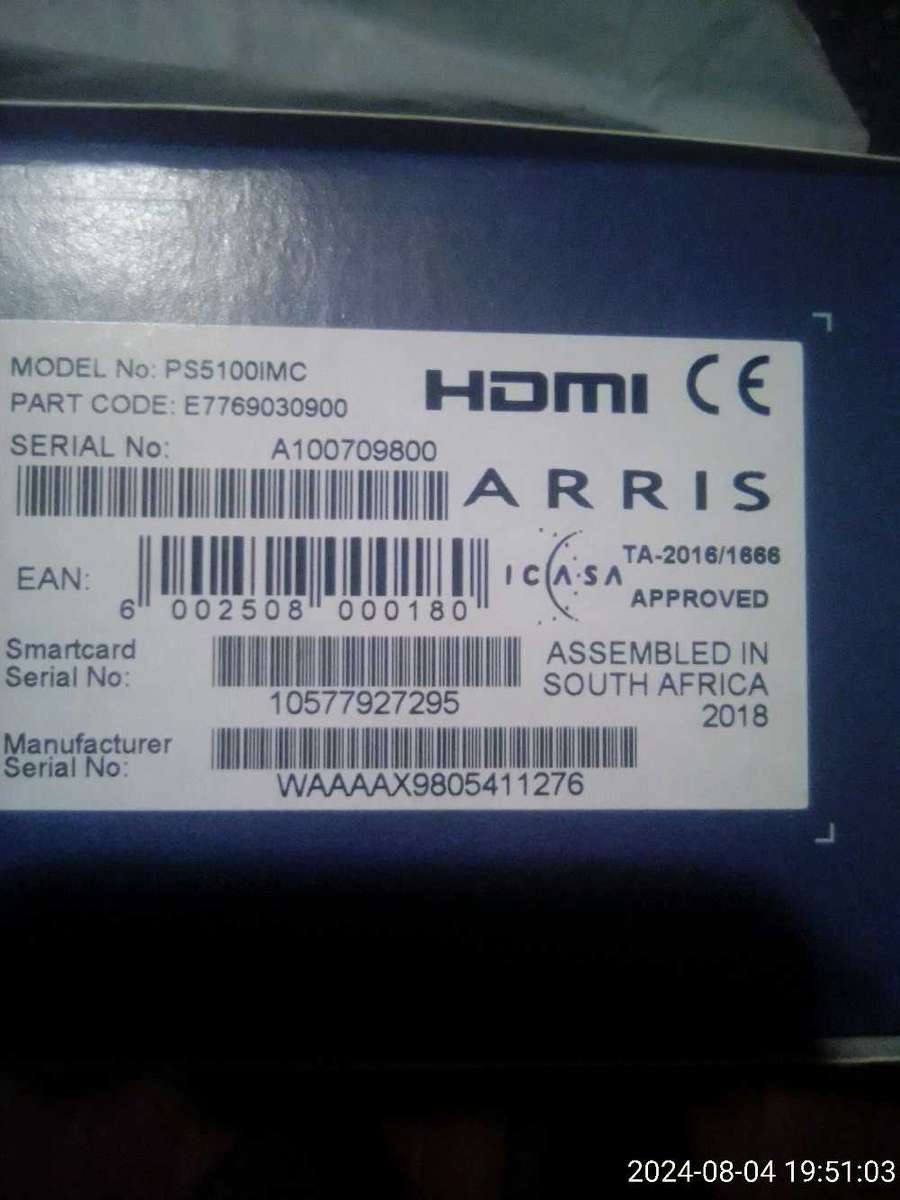 MODEL No: PS5100IMC
PART CODE: E7769030900
HDMI CE
SERIAL No: A100709800
ARRIS
EAN:
6 002508 000180
ICASA
TA-2016/1666
APPROVED
Smartcard
Serial No:
10577927295
ASSEMBLED IN
SOUTH AFRICA
2018
Manufacturer
Serial No:
WAAAAX9805411276
2024-08-04 19:51:03